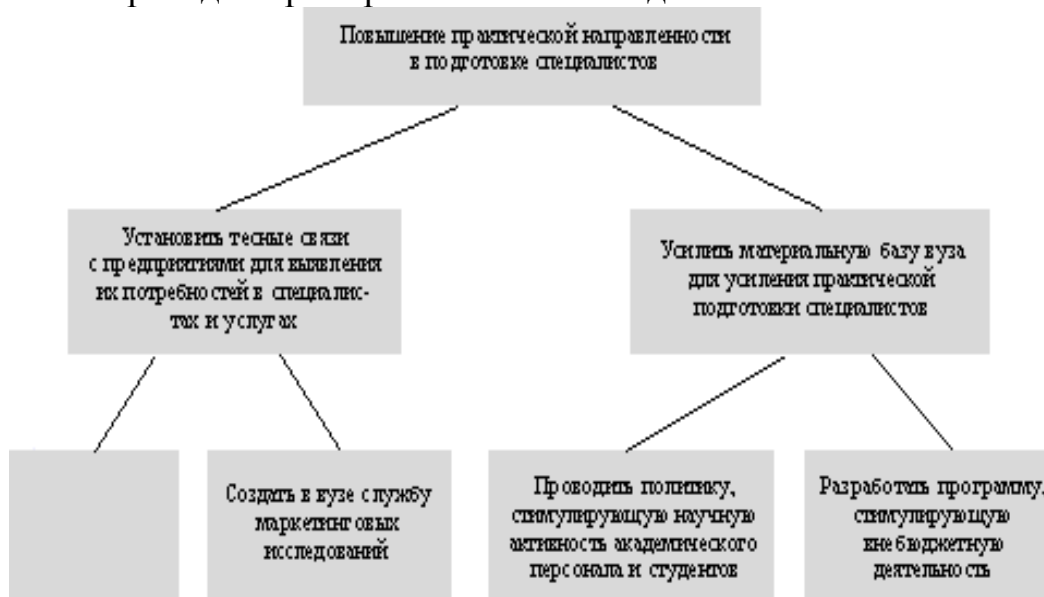 Повышение практической направленности
в подготовке специалистов
Установить тесные связи
с предприятиями для выявления
их потребностей в специалис-
тах и услугах
Усилить материальную базу вуза
для усиления практической
подготовки специалистов
Создать в вузе службу
маркетинговых
исследований
Проводить политику,
стимулирующую научную
активность академического
персонала и студентов
Разработать программу,
стимулирующую
внебюджетную
деятельность